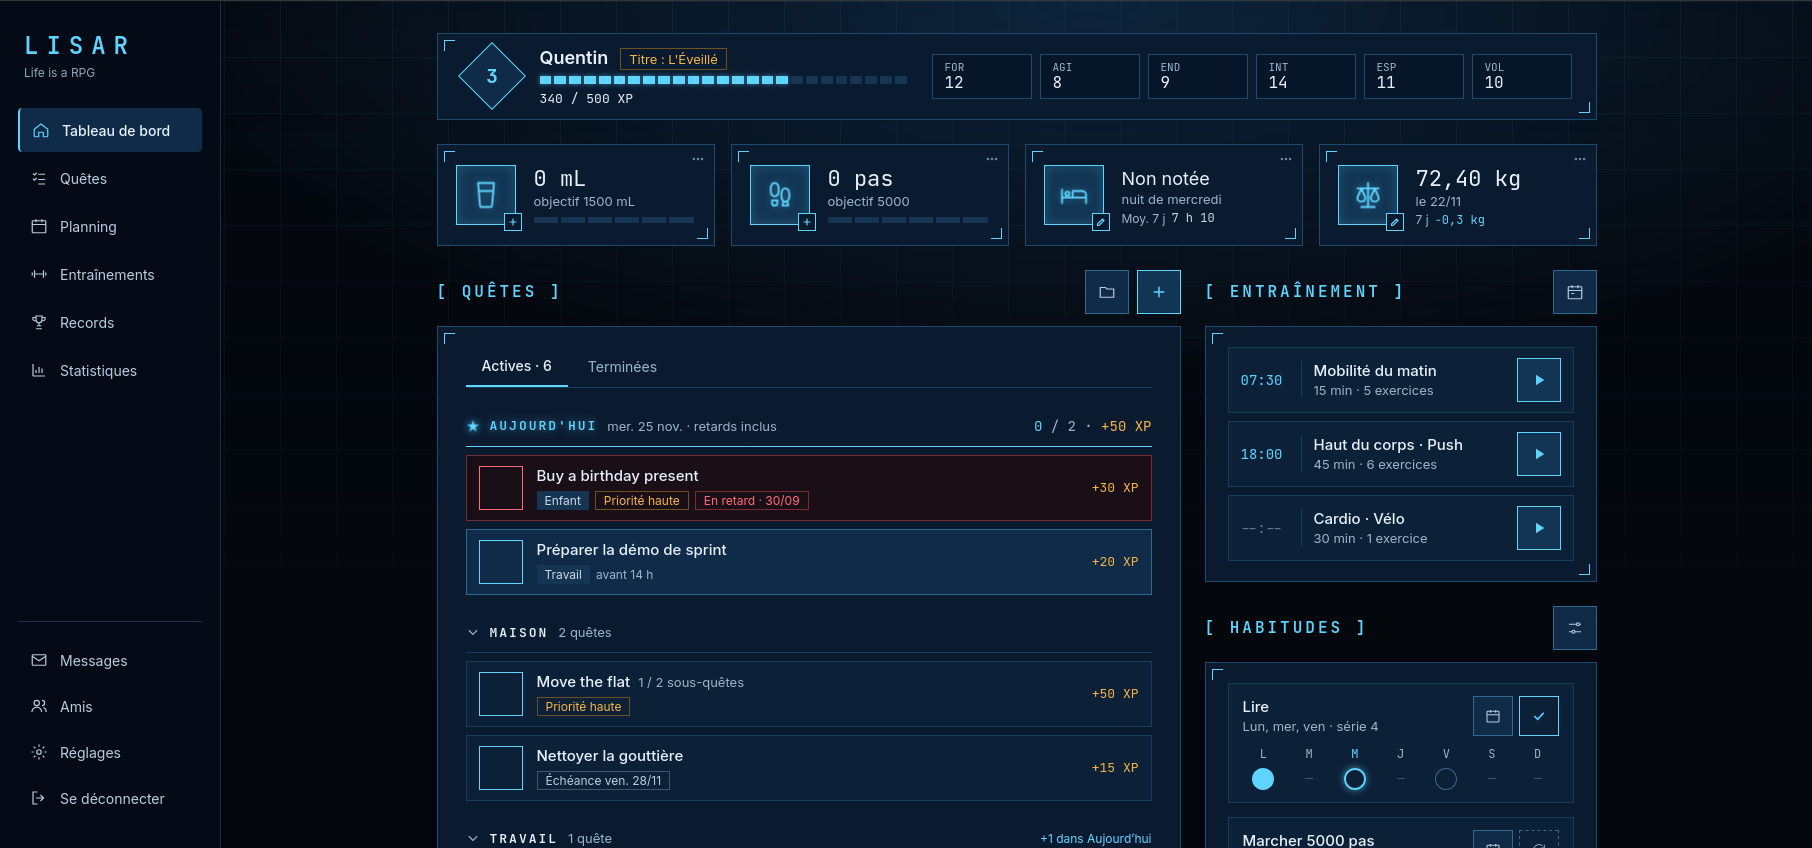 LISAR
Life is a RPG
Tableau de bord
Quêtes
Planning
Entraînements
Records
Statistiques
Messages
Amis
Réglages
Se déconnecter
3
Quentin
Titre : L'Éveillé
340 / 500 XP
FOR
12
AGI
8
END
9
INT
14
ESP
11
VOL
10
0 mL
objectif 1500 mL
0 pas
objectif 5000
Non notée
nuit de mercredi
Moy. 7 j 7 h 10
72,40 kg
le 22/11
7 j -0,3 kg
[ QUÊTES ]
Actives · 6
Terminées
AUJOURD'HUI mer. 25 nov. · retards inclus
0 / 2 · +50 XP
Buy a birthday present
Enfant
Priorité haute
En retard · 30/09
+30 XP
Préparer la démo de sprint
Travail
avant 14 h
+20 XP
MAISON 2 quêtes
Move the flat 1 / 2 sous-quêtes
Priorité haute
+50 XP
Nettoyer la gouttière
Échéance ven. 28/11
+15 XP
TRAVAIL 1 quête
+1 dans Aujourd'hui
[ ENTRAÎNEMENT ]
07:30
Mobilité du matin
15 min · 5 exercices
18:00
Haut du corps · Push
45 min · 6 exercices
--:--
Cardio · Vélo
30 min · 1 exercice
[ HABITUDES ]
Lire
Lun, mer, ven · série 4
L M M J V S D
Marcher 5000 pas